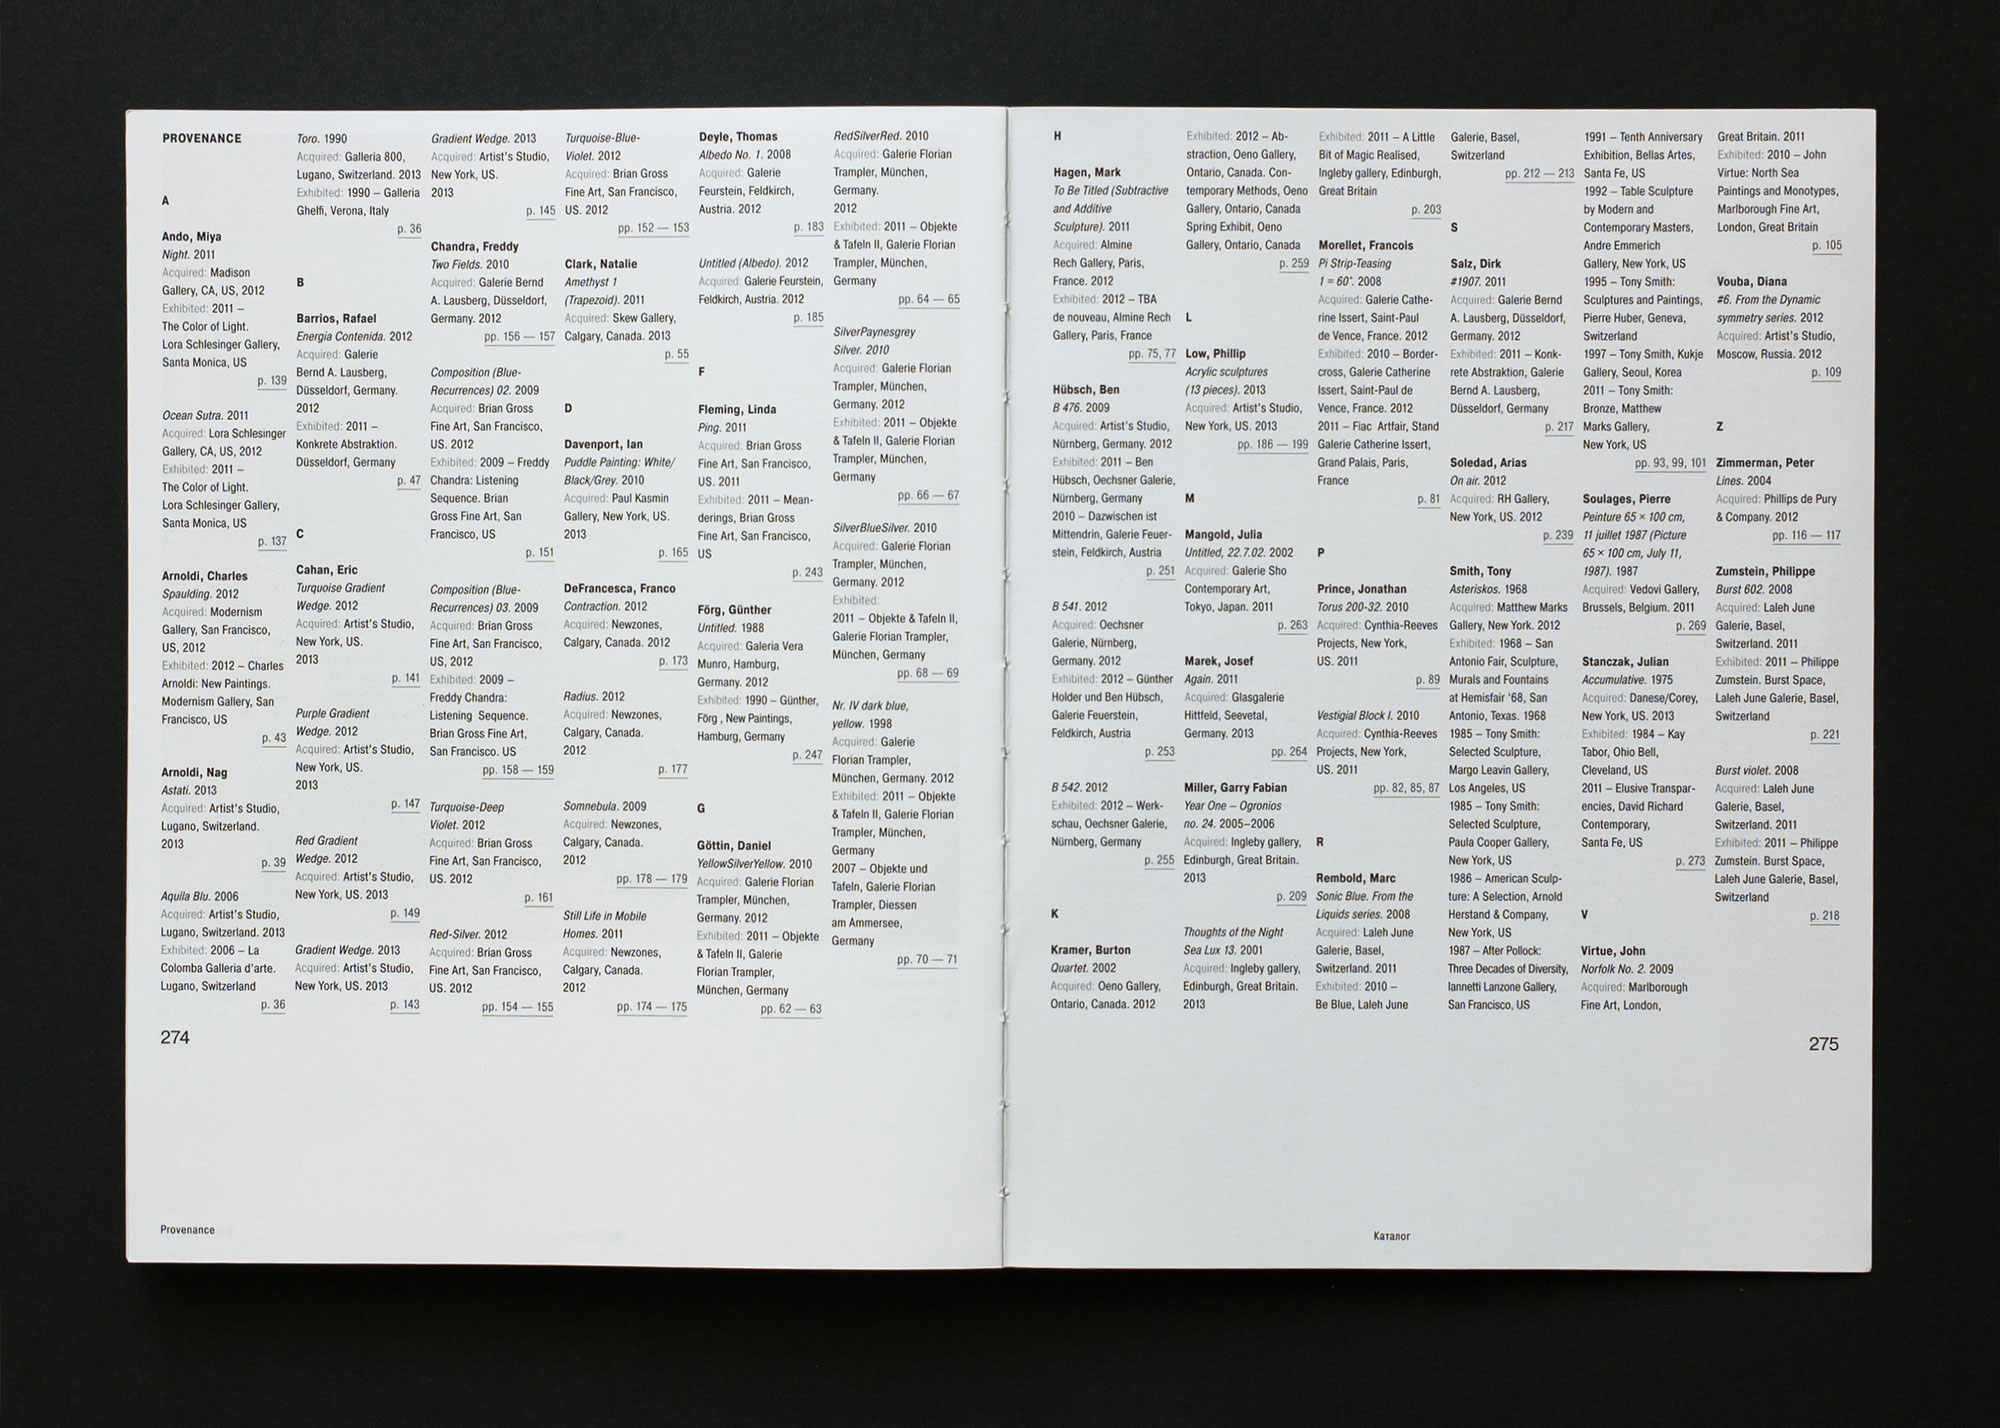 PROVENANCE
A
Ando, Miya
Night. 2011
Acquired: Madison
Gallery, CA, US, 2012
Exhibited: 2011 –
The Color of Light.
Lora Schlesinger Gallery,
Santa Monica, US
p. 139
Ocean Sutra. 2011
Acquired: Lora Schlesinger
Gallery, CA, US, 2012
Exhibited: 2011 –
The Color of Light.
Lora Schlesinger Gallery,
Santa Monica, US
p. 137
Arnoldi, Charles
Spaulding. 2012
Acquired: Modernism
Gallery, San Francisco,
US, 2012
Exhibited: 2012 – Charles
Arnoldi: New Paintings.
Modernism Gallery, San
Francisco, US
p. 43
Arnoldi, Nag
Astati. 2013
Acquired: Artist's Studio,
Lugano, Switzerland.
2013
p. 39
Aquila Blu. 2006
Acquired: Artist's Studio,
Lugano, Switzerland. 2013
Exhibited: 2006 – La
Colomba Galleria d'arte.
Lugano, Switzerland
p. 36
Toro. 1990
Acquired: Galleria 800,
Lugano, Switzerland. 2013
Exhibited: 1990 – Galleria
Ghelfi, Verona, Italy
p. 36
B
Barrios, Rafael
Energia Contenida. 2012
Acquired: Galerie
Bernd A. Lausberg,
Düsseldorf, Germany.
2012
Exhibited: 2011 –
Konkrete Abstraktion.
Düsseldorf, Germany
p. 47
C
Cahan, Eric
Turquoise Gradient
Wedge. 2012
Acquired: Artist's Studio,
New York, US.
2013
p. 141
Purple Gradient
Wedge. 2012
Acquired: Artist's Studio,
New York, US.
2013
p. 147
Red Gradient
Wedge. 2012
Acquired: Artist's Studio,
New York, US. 2013
p. 149
Gradient Wedge. 2013
Acquired: Artist's Studio,
New York, US. 2013
p. 143
Gradient Wedge. 2013
Acquired: Artist's Studio,
New York, US.
2013
p. 145
Chandra, Freddy
Two Fields. 2010
Acquired: Galerie Bernd
A. Lausberg, Düsseldorf,
Germany. 2012
pp. 156 — 157
Composition (Blue-
Recurrences) 02. 2009
Acquired: Brian Gross
Fine Art, San Francisco,
US. 2012
Exhibited: 2009 – Freddy
Chandra: Listening
Sequence. Brian
Gross Fine Art, San
Francisco, US
p. 151
Composition (Blue-
Recurrences) 03. 2009
Acquired: Brian Gross
Fine Art, San Francisco,
US, 2012
Exhibited: 2009 –
Freddy Chandra:
Listening Sequence.
Brian Gross Fine Art,
San Francisco. US
pp. 158 — 159
Turquoise-Deep
Violet. 2012
Acquired: Brian Gross
Fine Art, San Francisco,
US. 2012
p. 161
Red-Silver. 2012
Acquired: Brian Gross
Fine Art, San Francisco,
US. 2012
pp. 154 — 155
Turquoise-Blue-
Violet. 2012
Acquired: Brian Gross
Fine Art, San Francisco,
US. 2012
pp. 152 — 153
Clark, Natalie
Amethyst 1
(Trapezoid). 2011
Acquired: Skew Gallery,
Calgary, Canada. 2013
p. 55
D
Davenport, Ian
Puddle Painting: White/
Black/Grey. 2010
Acquired: Paul Kasmin
Gallery, New York, US.
2013
p. 165
DeFrancesca, Franco
Contraction. 2012
Acquired: Newzones,
Calgary, Canada. 2012
p. 173
Radius. 2012
Acquired: Newzones,
Calgary, Canada.
2012
p. 177
Somnebula. 2009
Acquired: Newzones,
Calgary, Canada.
2012
pp. 178 — 179
Still Life in Mobile
Homes. 2011
Acquired: Newzones,
Calgary, Canada.
2012
pp. 174 — 175
Deyle, Thomas
Albedo No. 1. 2008
Acquired: Galerie
Feurstein, Feldkirch,
Austria. 2012
p. 183
Untitled (Albedo). 2012
Acquired: Galerie Feurstein,
Feldkirch, Austria. 2012
p. 185
F
Fleming, Linda
Ping. 2011
Acquired: Brian Gross
Fine Art, San Francisco,
US. 2011
Exhibited: 2011 – Mean-
derings, Brian Gross
Fine Art, San Francisco,
US
p. 243
Förg, Günther
Untitled. 1988
Acquired: Galeria Vera
Munro, Hamburg,
Germany. 2012
Exhibited: 1990 – Günther,
Förg , New Paintings,
Hamburg, Germany
p. 247
G
Göttin, Daniel
YellowSilverYellow. 2010
Acquired: Galerie Florian
Trampler, München,
Germany. 2012
Exhibited: 2011 – Objekte
& Tafeln II, Galerie
Florian Trampler,
München, Germany
pp. 62 — 63
RedSilverRed. 2010
Acquired: Galerie Florian
Trampler, München,
Germany.
2012
Exhibited: 2011 – Objekte
& Tafeln II, Galerie Florian
Trampler, München,
Germany
pp. 64 — 65
SilverPaynesgrey
Silver. 2010
Acquired: Galerie Florian
Trampler, München,
Germany. 2012
Exhibited: 2011 – Objekte
& Tafeln II, Galerie Florian
Trampler, München,
Germany
pp. 66 — 67
SilverBlueSilver. 2010
Acquired: Galerie Florian
Trampler, München,
Germany. 2012
Exhibited:
2011 – Objekte & Tafeln II,
Galerie Florian Trampler,
München, Germany
pp. 68 — 69
Nr. IV dark blue,
yellow. 1998
Acquired: Galerie
Florian Trampler,
München, Germany. 2012
Exhibited: 2011 – Objekte
& Tafeln II, Galerie Florian
Trampler, München,
Germany
2007 – Objekte und
Tafeln, Galerie Florian
Trampler, Diessen
am Ammersee,
Germany
pp. 70 — 71
274
Provenance
H
Hagen, Mark
To Be Titled (Subtractive
and Additive
Sculpture). 2011
Acquired: Almine
Rech Gallery, Paris,
France. 2012
Exhibited: 2012 – TBA
de nouveau, Almine Rech
Gallery, Paris, France
pp. 75, 77
Hübsch, Ben
B 476. 2009
Acquired: Artist's Studio,
Nürnberg, Germany. 2012
Exhibited: 2011 – Ben
Hübsch, Oechsner Galerie,
Nürnberg, Germany
2010 – Dazwischen ist
Mittendrin, Galerie Feuer-
stein, Feldkirch, Austria
p. 251
B 541. 2012
Acquired: Oechsner
Galerie, Nürnberg,
Germany. 2012
Exhibited: 2012 – Günther
Holder und Ben Hübsch,
Galerie Feuerstein,
Feldkirch, Austria
p. 253
B 542. 2012
Exhibited: 2012 – Werk-
schau, Oechsner Galerie,
Nürnberg, Germany
p. 255
K
Kramer, Burton
Quartet. 2002
Acquired: Oeno Gallery,
Ontario, Canada. 2012
Exhibited: 2012 – Ab-
straction, Oeno Gallery,
Ontario, Canada. Con-
temporary Methods, Oeno
Gallery, Ontario, Canada
Spring Exhibit, Oeno
Gallery, Ontario, Canada
p. 259
L
Low, Phillip
Acrylic sculptures
(13 pieces). 2013
Acquired: Artist's Studio,
New York, US. 2013
pp. 186 — 199
M
Mangold, Julia
Untitled, 22.7.02. 2002
Acquired: Galerie Sho
Contemporary Art,
Tokyo, Japan. 2011
p. 263
Marek, Josef
Again. 2011
Acquired: Glasgalerie
Hittfeld, Seevetal,
Germany. 2013
pp. 264
Miller, Garry Fabian
Year One – Ogronios
no. 24. 2005–2006
Acquired: Ingleby gallery,
Edinburgh, Great Britain.
2013
p. 209
Thoughts of the Night
Sea Lux 13. 2001
Acquired: Ingleby gallery,
Edinburgh, Great Britain.
2013
Exhibited: 2011 – A Little
Bit of Magic Realised,
Ingleby gallery, Edinburgh,
Great Britain
p. 203
Morellet, Francois
Pi Strip-Teasing
1 = 60°. 2008
Acquired: Galerie Cathe-
rine Issert, Saint-Paul
de Vence, France. 2012
Exhibited: 2010 – Border-
cross, Galerie Catherine
Issert, Saint-Paul de
Vence, France. 2012
2011 – Fiac Artfair, Stand
Galerie Catherine Issert,
Grand Palais, Paris,
France
p. 81
P
Prince, Jonathan
Torus 200-32. 2010
Acquired: Cynthia-Reeves
Projects, New York,
US. 2011
p. 89
Vestigial Block I. 2010
Acquired: Cynthia-Reeves
Projects, New York,
US. 2011
pp. 82, 85, 87
R
Rembold, Marc
Sonic Blue. From the
Liquids series. 2008
Acquired: Laleh June
Galerie, Basel,
Switzerland. 2011
Exhibited: 2010 –
Be Blue, Laleh June
Galerie, Basel,
Switzerland
pp. 212 — 213
S
Salz, Dirk
#1907. 2011
Acquired: Galerie Bernd
A. Lausberg, Düsseldorf,
Germany. 2012
Exhibited: 2011 – Konk-
rete Abstraktion, Galerie
Bernd A. Lausberg,
Düsseldorf, Germany
p. 217
Soledad, Arias
On air. 2012
Acquired: RH Gallery,
New York, US. 2012
p. 239
Smith, Tony
Asteriskos. 1968
Acquired: Matthew Marks
Gallery, New York. 2012
Exhibited: 1968 – San
Antonio Fair, Sculpture,
Murals and Fountains
at Hemisfair '68, San
Antonio, Texas. 1968
1985 – Tony Smith:
Selected Sculpture,
Margo Leavin Gallery,
Los Angeles, US
1985 – Tony Smith:
Selected Sculpture,
Paula Cooper Gallery,
New York, US
1986 – American Sculp-
ture: A Selection, Arnold
Herstand & Company,
New York, US
1987 – After Pollock:
Three Decades of Diversity,
Iannetti Lanzone Gallery,
San Francisco, US
1991 – Tenth Anniversary
Exhibition, Bellas Artes,
Santa Fe, US
1992 – Table Sculpture
by Modern and
Contemporary Masters,
Andre Emmerich
Gallery, New York, US
1995 – Tony Smith:
Sculptures and Paintings,
Pierre Huber, Geneva,
Switzerland
1997 – Tony Smith, Kukje
Gallery, Seoul, Korea
2011 – Tony Smith:
Bronze, Matthew
Marks Gallery,
New York, US
pp. 93, 99, 101
Soulages, Pierre
Peinture 65 × 100 cm,
11 juillet 1987 (Picture
65 × 100 cm, July 11,
1987). 1987
Acquired: Vedovi Gallery,
Brussels, Belgium. 2011
p. 269
Stanczak, Julian
Accumulative. 1975
Acquired: Danese/Corey,
New York, US. 2013
Exhibited: 1984 – Kay
Tabor, Ohio Bell,
Cleveland, US
2011 – Elusive Transpar-
encies, David Richard
Contemporary,
Santa Fe, US
p. 273
V
Virtue, John
Norfolk No. 2. 2009
Acquired: Marlborough
Fine Art, London,
Great Britain. 2011
Exhibited: 2010 – John
Virtue: North Sea
Paintings and Monotypes,
Marlborough Fine Art,
London, Great Britain
p. 105
Vouba, Diana
#6. From the Dynamic
symmetry series. 2012
Acquired: Artist's Studio,
Moscow, Russia. 2012
p. 109
Z
Zimmerman, Peter
Lines. 2004
Acquired: Phillips de Pury
& Company. 2012
pp. 116 — 117
Zumstein, Philippe
Burst 602. 2008
Acquired: Laleh June
Galerie, Basel,
Switzerland. 2011
Exhibited: 2011 – Philippe
Zumstein. Burst Space,
Laleh June Galerie, Basel,
Switzerland
p. 221
Burst violet. 2008
Acquired: Laleh June
Galerie, Basel,
Switzerland. 2011
Exhibited: 2011 – Philippe
Zumstein. Burst Space,
Laleh June Galerie, Basel,
Switzerland
p. 218
275
Каталог